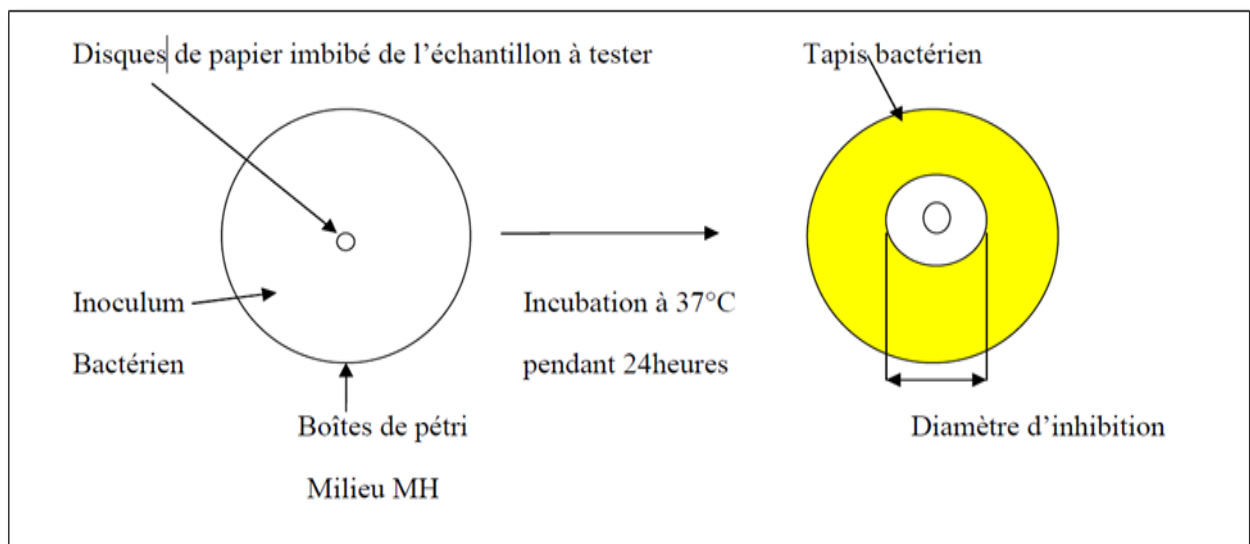 Disques de papier imbibé de l'échantillon à tester
Tapis bactérien
Inoculum
Bactérien
Incubation à 37°C
pendant 24heures
Boîtes de pétri
Milieu MH
Diamètre d'inhibition